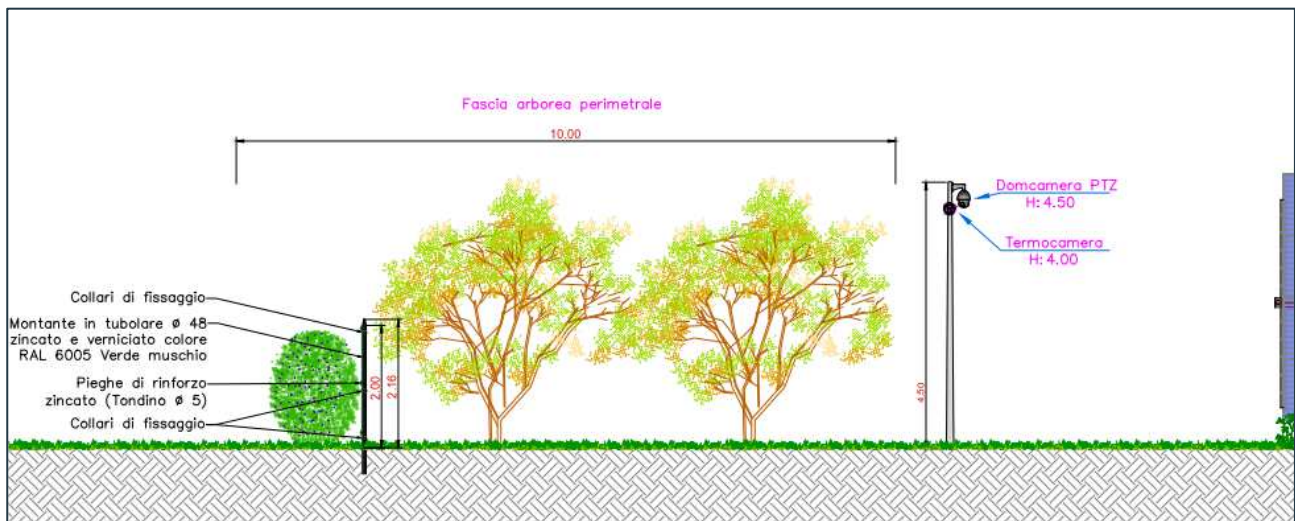 Fascia arborea perimetrale
10.00
Domcamera PTZ
H: 4.50
Termocamera
H: 4.00
Collari di fissaggio
Montante in tubolare ø 48
zincato e verniciato colore
RAL 6005 Verde muschio
Pieghe di rinforzo
zincato (Tondino ø 5)
Collari di fissaggio
2.00
2.16
4.50